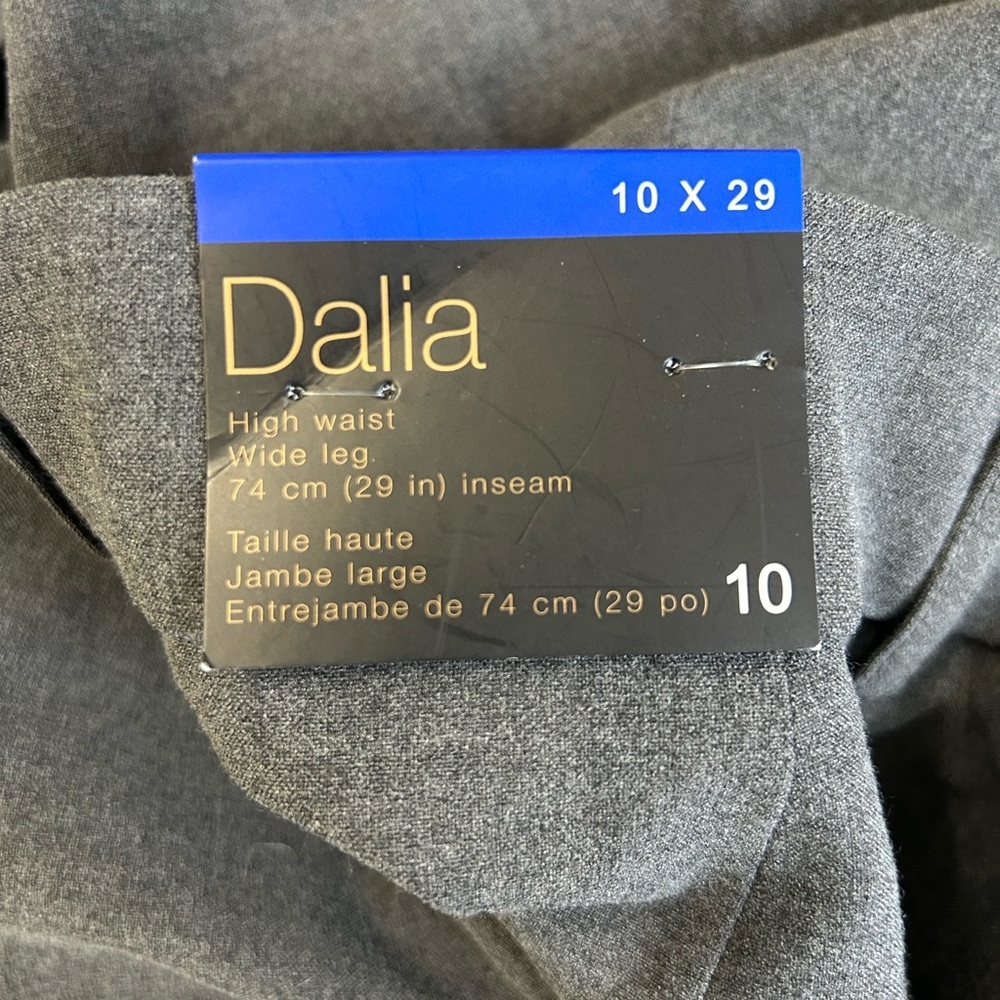 10 X 29
Dalia
High waist
Wide leg
74 cm (29 in) inseam
Taille haute
Jambe large
Entrejambe de 74 cm (29 po)
10